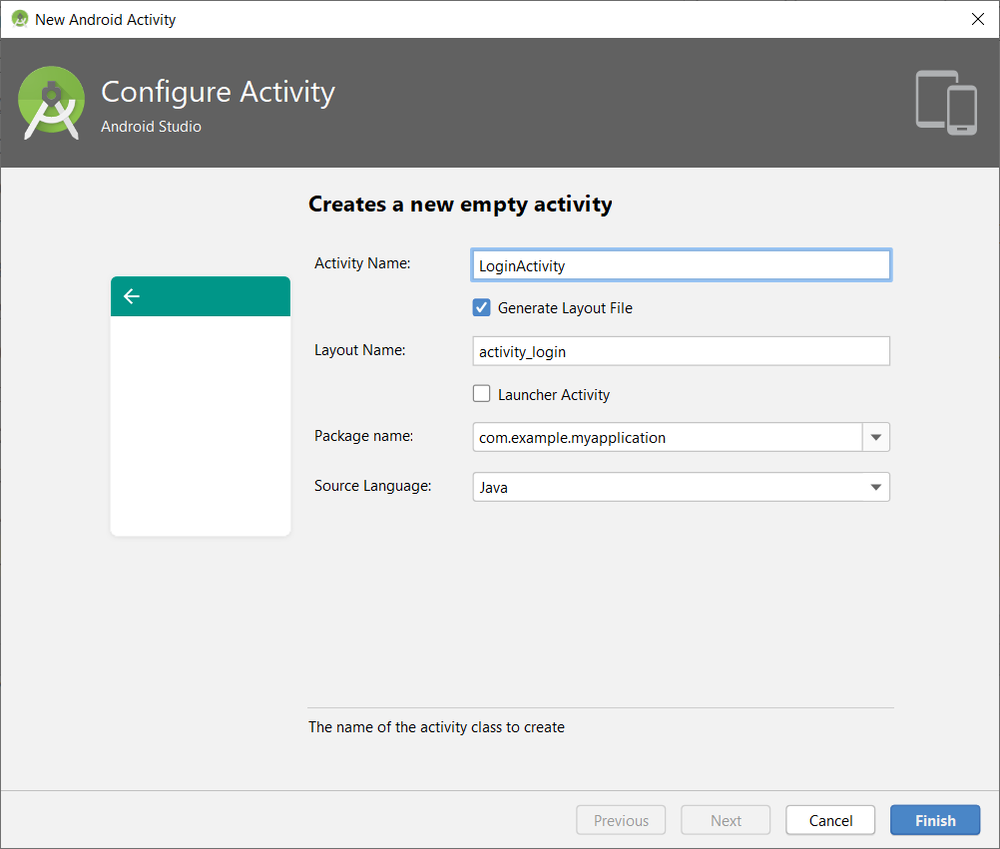 New Android Activity
Configure Activity
Android Studio
Creates a new empty activity
Activity Name: LoginActivity
Generate Layout File
Layout Name: activity_login
Launcher Activity
Package name: com.example.myapplication
Source Language: Java
The name of the activity class to create
Previous Next Cancel Finish